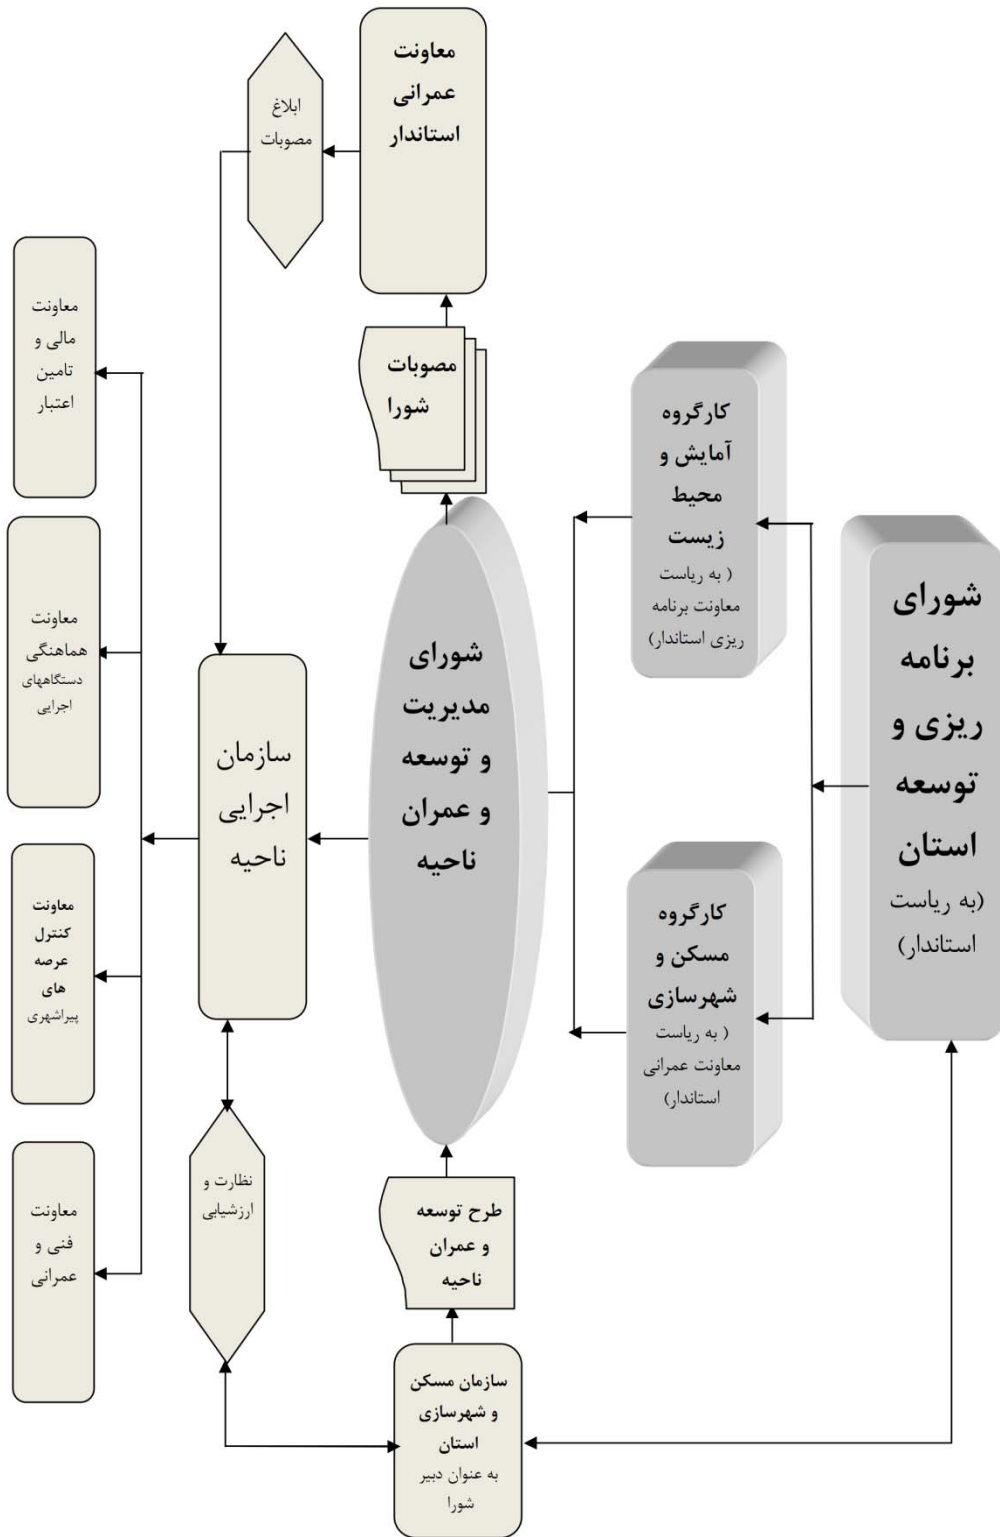 معاونت
عمرانی
استاندار
ابلاغ
مصوبات
مصوبات
شورا
کارگروه
آمایش و
محیط
زیست
( به ریاست
معاونت برنامه
ریزی استاندار)
شورای
برنامه
ریزی و
توسعه
استان
(به ریاست
استاندار)
کارگروه
مسکن و
شهرسازی
( به ریاست
معاونت عمرانی
استاندار)
شورای
مدیریت
و توسعه
و عمران
ناحیه
سازمان
اجرایی
ناحیه
معاونت
مالی و
تامین
اعتبار
معاونت
هماهنگی
دستگاههای
اجرایی
معاونت
کنترل
عرصه
های
پیراشهری
معاونت
فنی و
عمرانی
نظارت و
ارزشیابی
طرح توسعه
و عمران
ناحیه
سازمان مسکن
و شهرسازی
استان
به عنوان دبیر
شورا